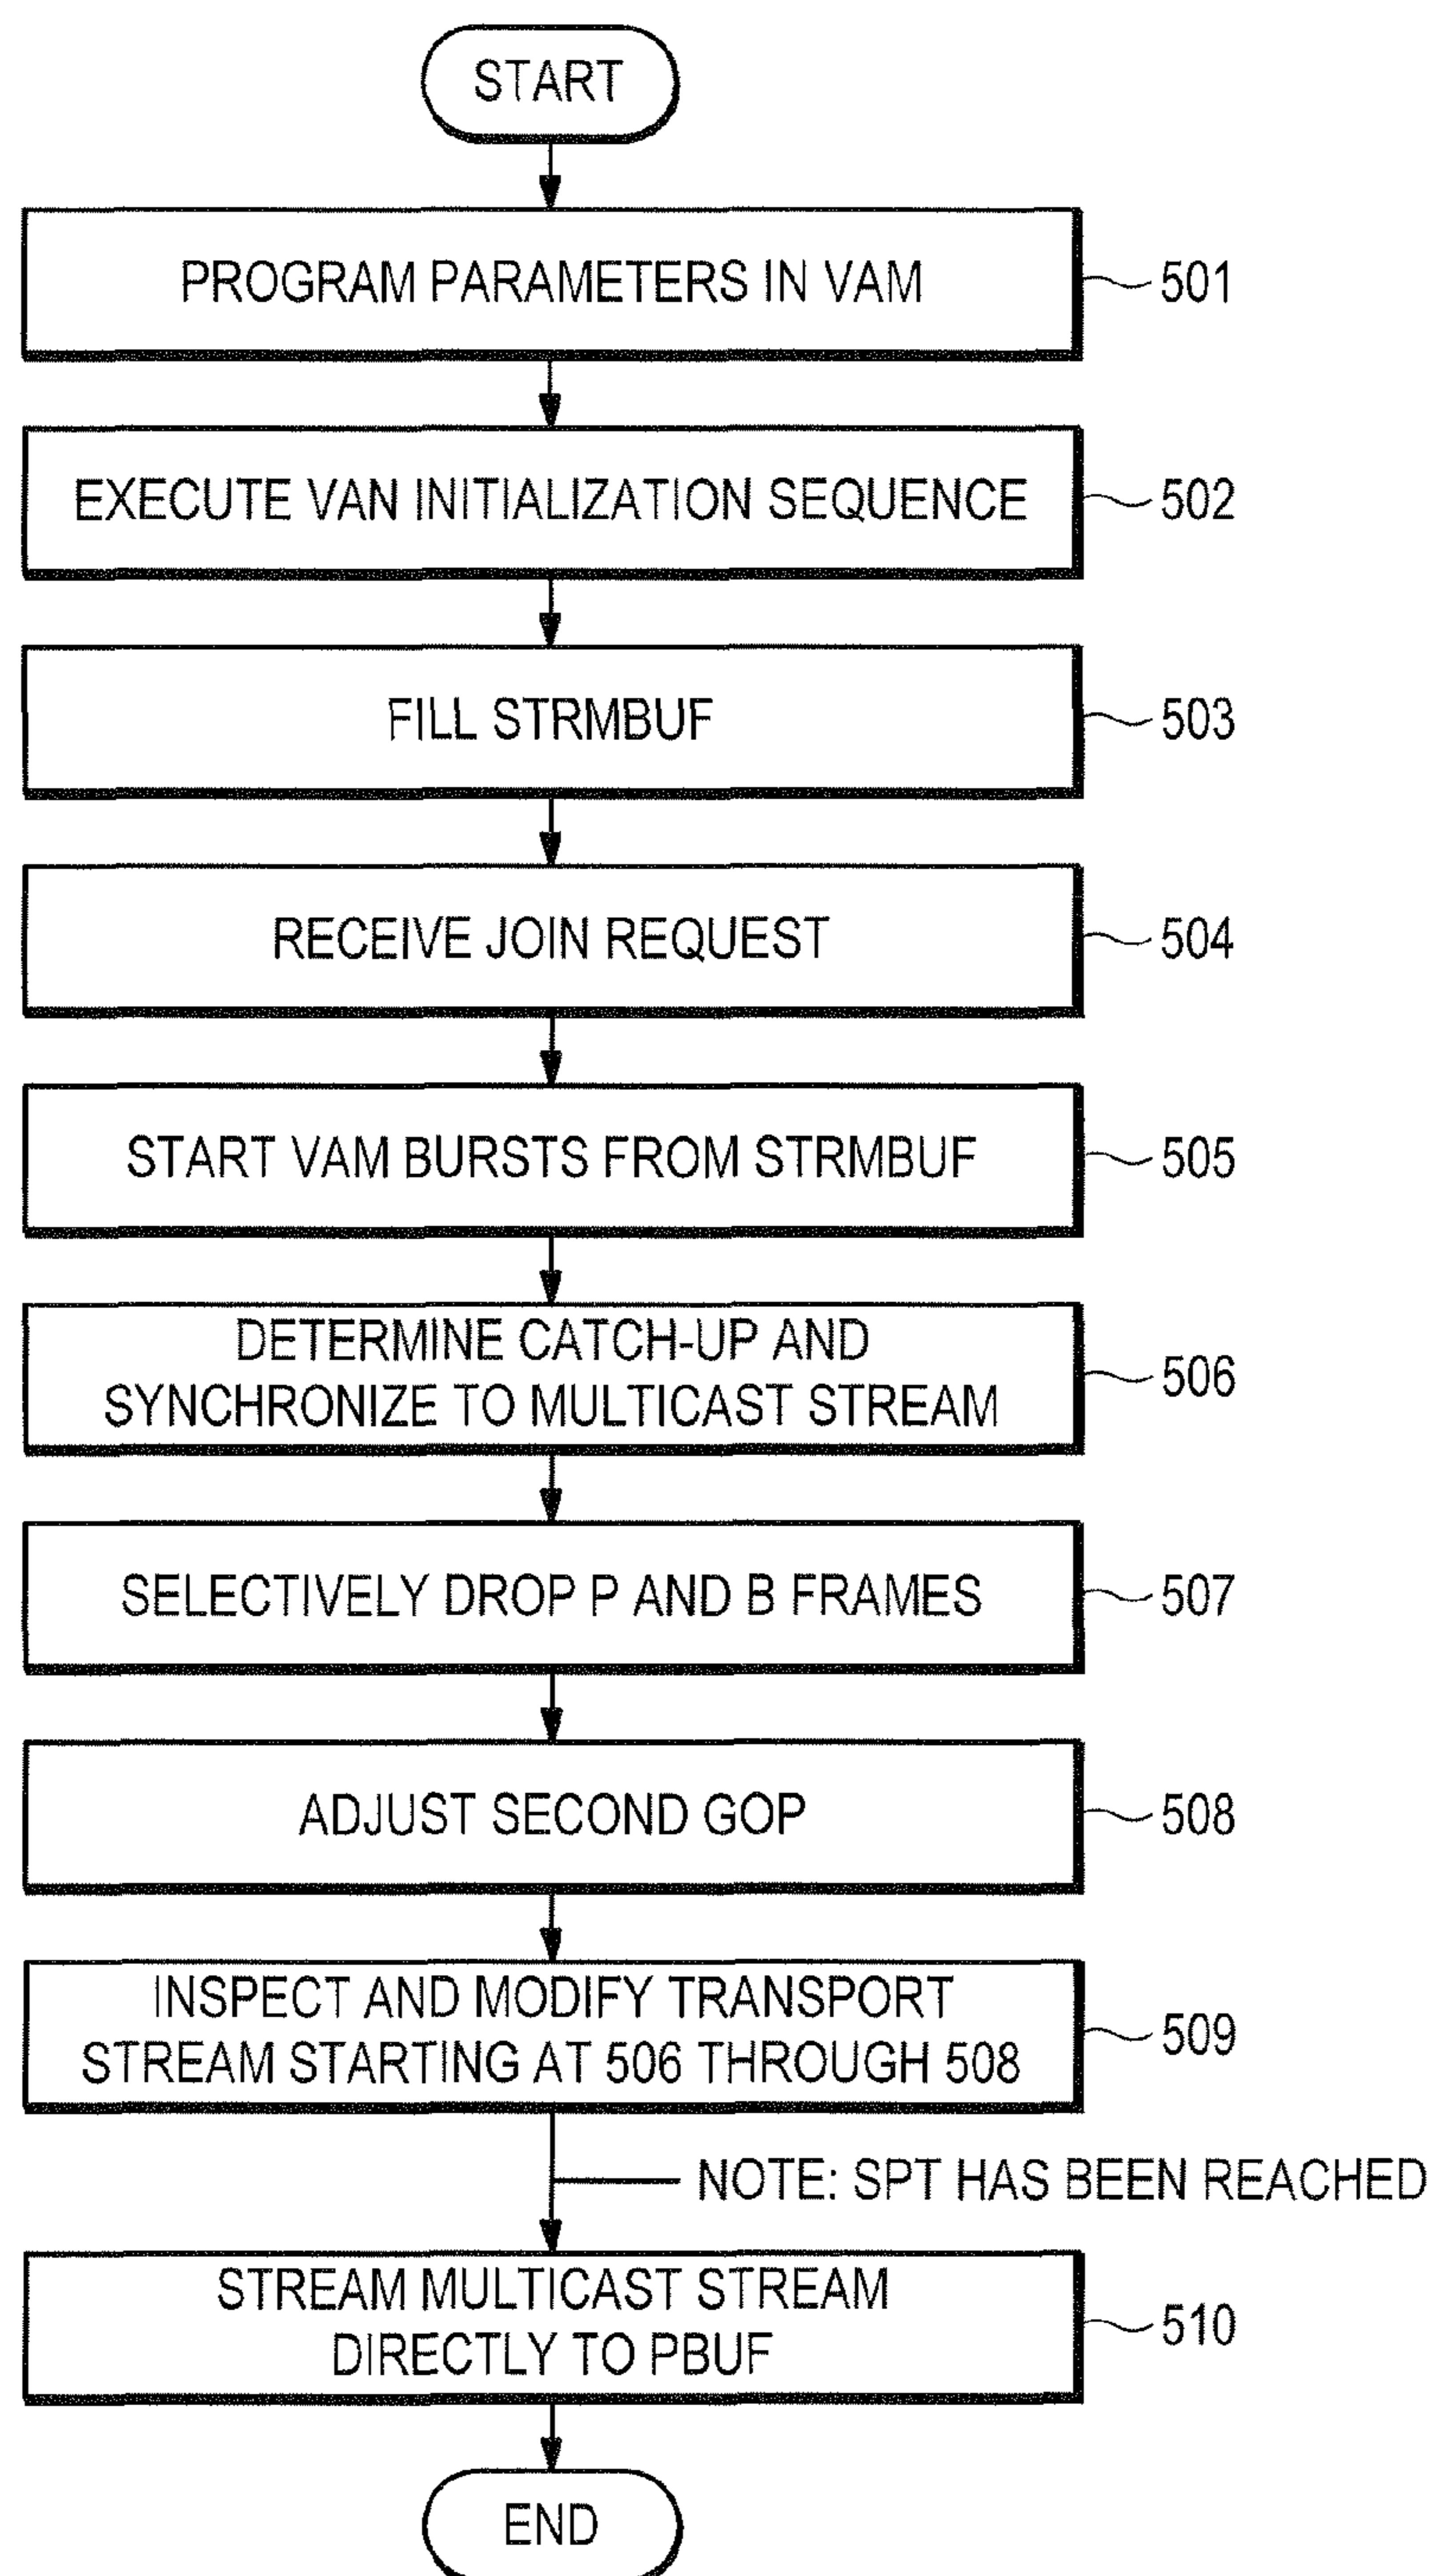 START
PROGRAM PARAMETERS IN VAM
501
EXECUTE VAN INITIALIZATION SEQUENCE
502
FILL STRMBUF
503
RECEIVE JOIN REQUEST
504
START VAM BURSTS FROM STRMBUF
505
DETERMINE CATCH-UP AND
SYNCHRONIZE TO MULTICAST STREAM
506
SELECTIVELY DROP P AND B FRAMES
507
ADJUST SECOND GOP
508
INSPECT AND MODIFY TRANSPORT
STREAM STARTING AT 506 THROUGH 508
509
NOTE: SPT HAS BEEN REACHED
STREAM MULTICAST STREAM
DIRECTLY TO PBUF
510
END